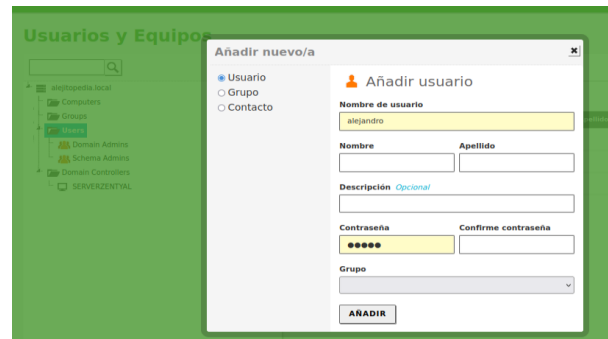 Usuarios y Equipos
Añadir nuevo/a
x
alejitopedia.local
Computers
Groups
Users
Domain Admins
Schema Admins
Domain Controllers
SERVERZENTYAL
Usuario
Grupo
Contacto
Añadir usuario
Nombre de usuario
alejandro
Nombre Apellido
Descripción Opcional
Contraseña Confirme contraseña
●●●●●
Grupo
AÑADIR